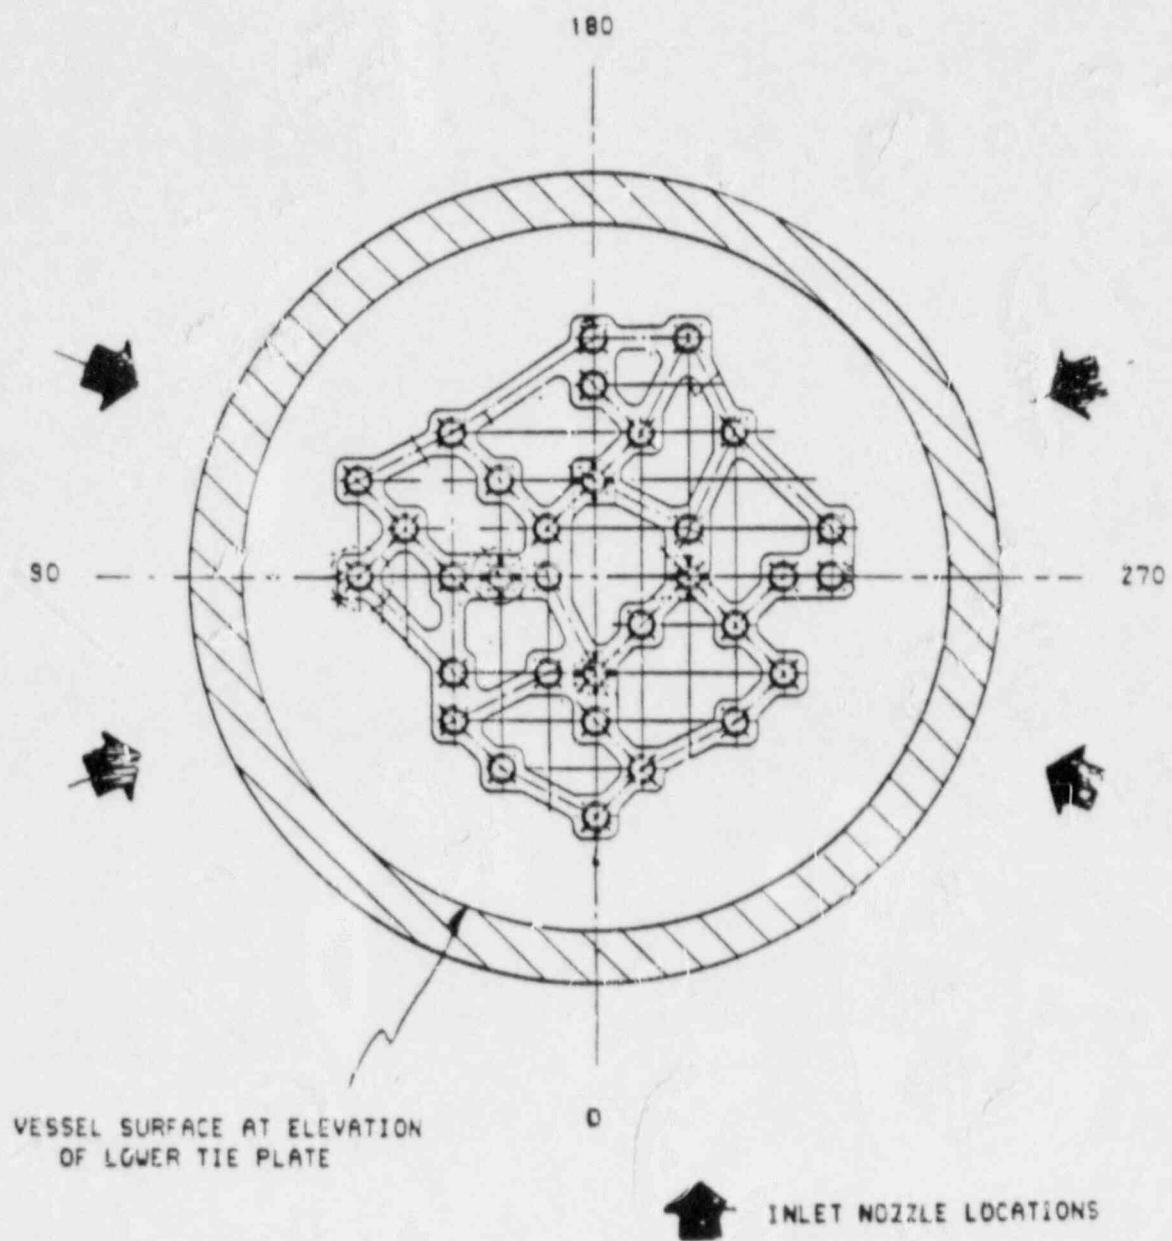 180
90
270
VESSEL SURFACE AT ELEVATION
OF LOWER TIE PLATE
0
INLET NOZZLE LOCATIONS